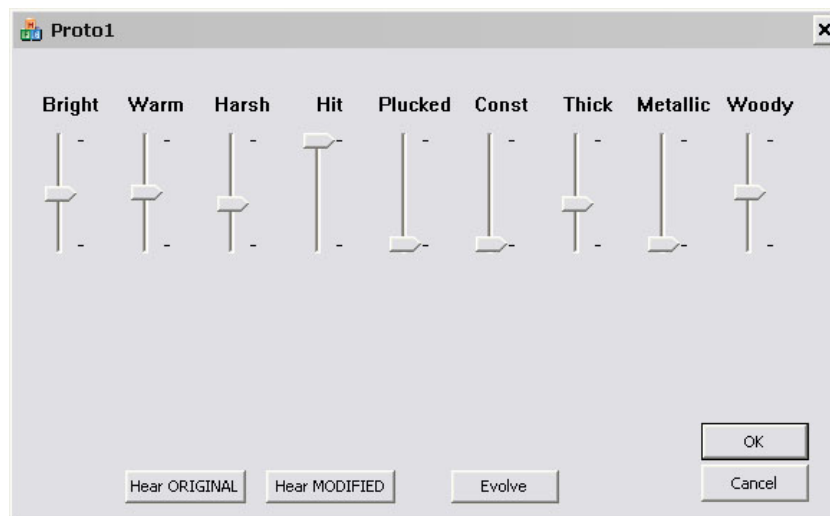 Proto1
Bright Warm Harsh Hit Plucked Const Thick Metallic Woody
- - - - - - - - -
- - - - - - - - -
OK
Hear ORIGINAL Hear MODIFIED Evolve Cancel